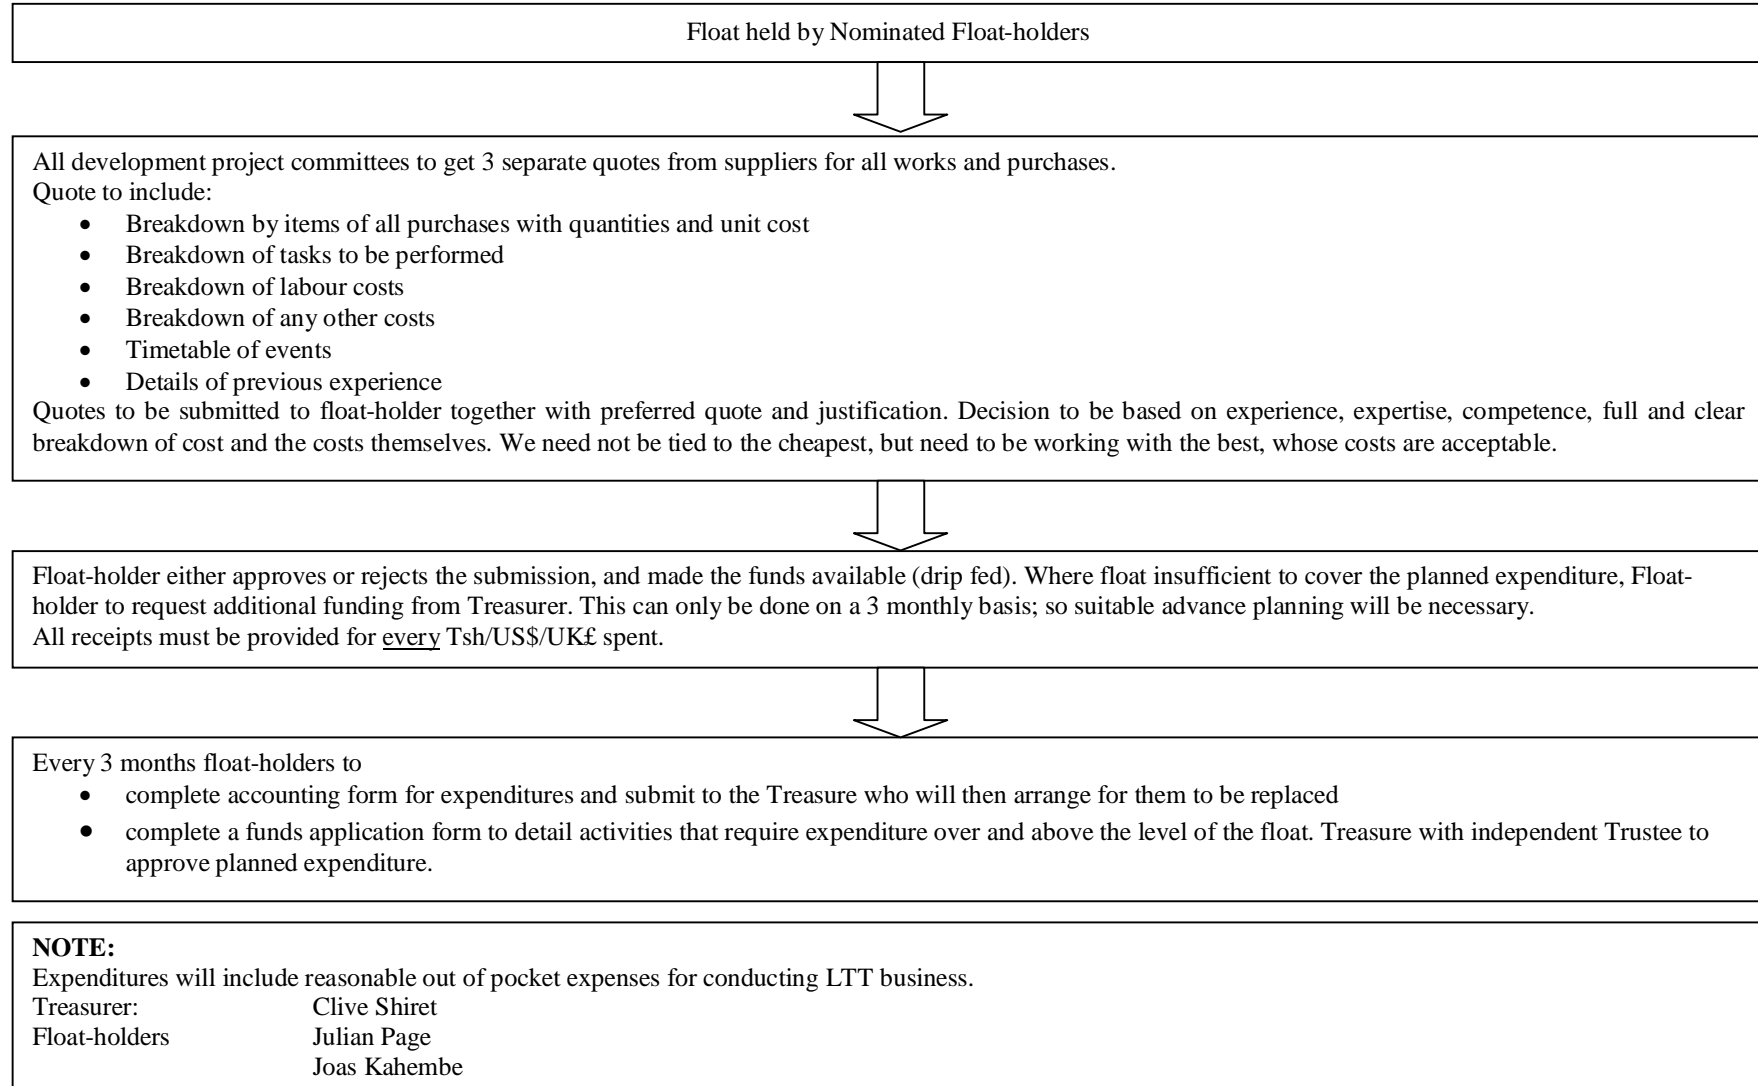 Float held by Nominated Float-holders
All development project committees to get 3 separate quotes from suppliers for all works and purchases.
Quote to include:
• Breakdown by items of all purchases with quantities and unit cost
• Breakdown of tasks to be performed
• Breakdown of labour costs
• Breakdown of any other costs
• Timetable of events
• Details of previous experience
Quotes to be submitted to float-holder together with preferred quote and justification. Decision to be based on experience, expertise, competence, full and clear
breakdown of cost and the costs themselves. We need not be tied to the cheapest, but need to be working with the best, whose costs are acceptable.
Float-holder either approves or rejects the submission, and made the funds available (drip fed). Where float insufficient to cover the planned expenditure, Float-
holder to request additional funding from Treasurer. This can only be done on a 3 monthly basis; so suitable advance planning will be necessary.
All receipts must be provided for every Tsh/US$/UK£ spent.
Every 3 months float-holders to
• complete accounting form for expenditures and submit to the Treasure who will then arrange for them to be replaced
• complete a funds application form to detail activities that require expenditure over and above the level of the float. Treasure with independent Trustee to
approve planned expenditure.
NOTE:
Expenditures will include reasonable out of pocket expenses for conducting LTT business.
Treasurer: Clive Shiret
Float-holders Julian Page
Joas Kahembe